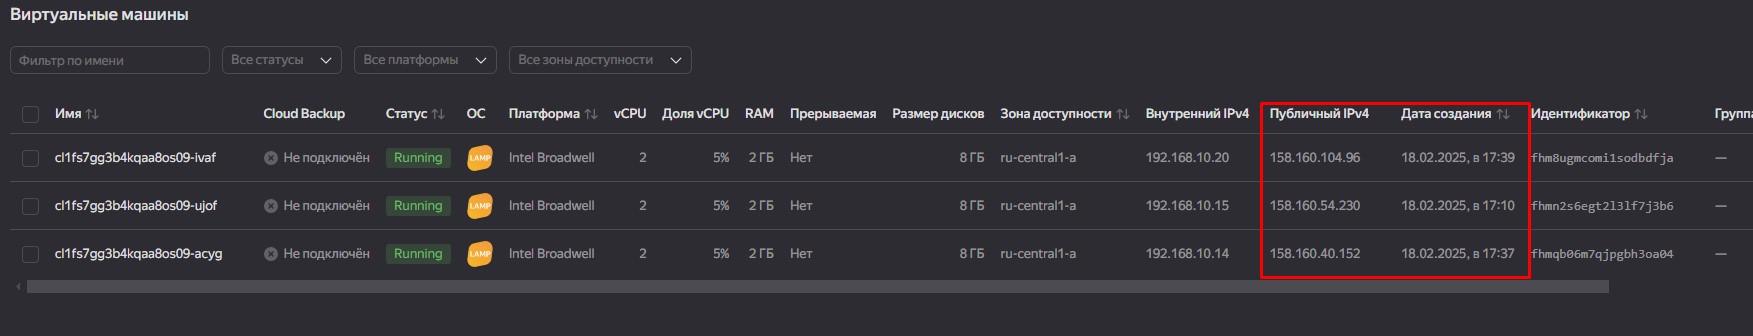 Виртуальные машины
Фильтр по имени Все статусы Все платформы Все зоны доступности
Имя Cloud Backup Статус ОС Платформа vCPU Доля vCPU RAM Прерываемая Размер дисков Зона доступности Внутренний IPv4 Публичный IPv4 Дата создания Идентификатор Группа
cl1fs7gg3b4kqaa8os09-ivaf Не подключён Running LAMP Intel Broadwell 2 5% 2 ГБ Нет 8 ГБ ru-central1-a 192.168.10.20 158.160.104.96 18.02.2025, в 17:39 fhm8ugmcomi1sodbdfja —
cl1fs7gg3b4kqaa8os09-ujof Не подключён Running LAMP Intel Broadwell 2 5% 2 ГБ Нет 8 ГБ ru-central1-a 192.168.10.15 158.160.54.230 18.02.2025, в 17:10 fhmn2s6egt2l3lf7j3b6 —
cl1fs7gg3b4kqaa8os09-acyg Не подключён Running LAMP Intel Broadwell 2 5% 2 ГБ Нет 8 ГБ ru-central1-a 192.168.10.14 158.160.40.152 18.02.2025, в 17:37 fhmqb06m7qjpgbh3oa04 —